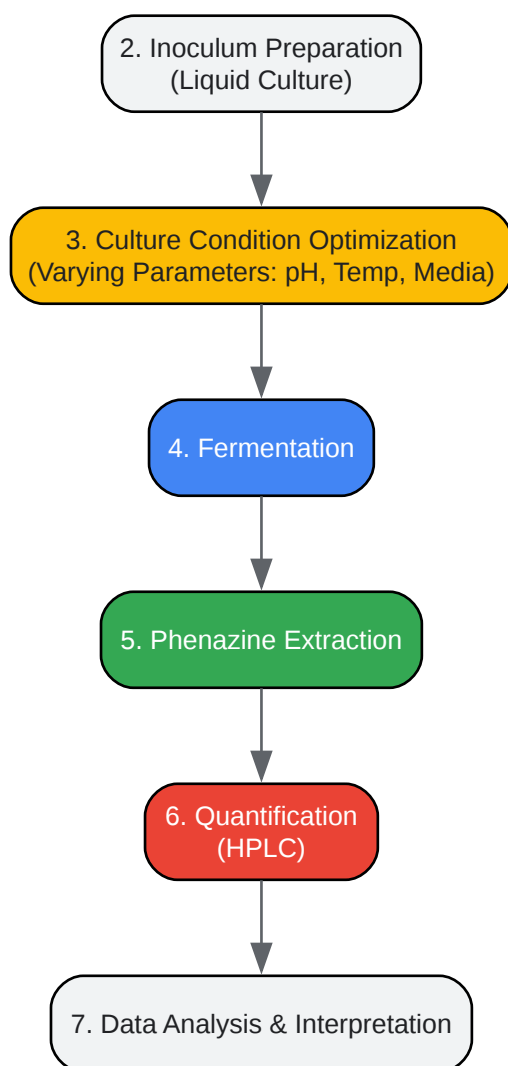 2. Inoculum Preparation
(Liquid Culture)
3. Culture Condition Optimization
(Varying Parameters: pH, Temp, Media)
4. Fermentation
5. Phenazine Extraction
6. Quantification
(HPLC)
7. Data Analysis & Interpretation